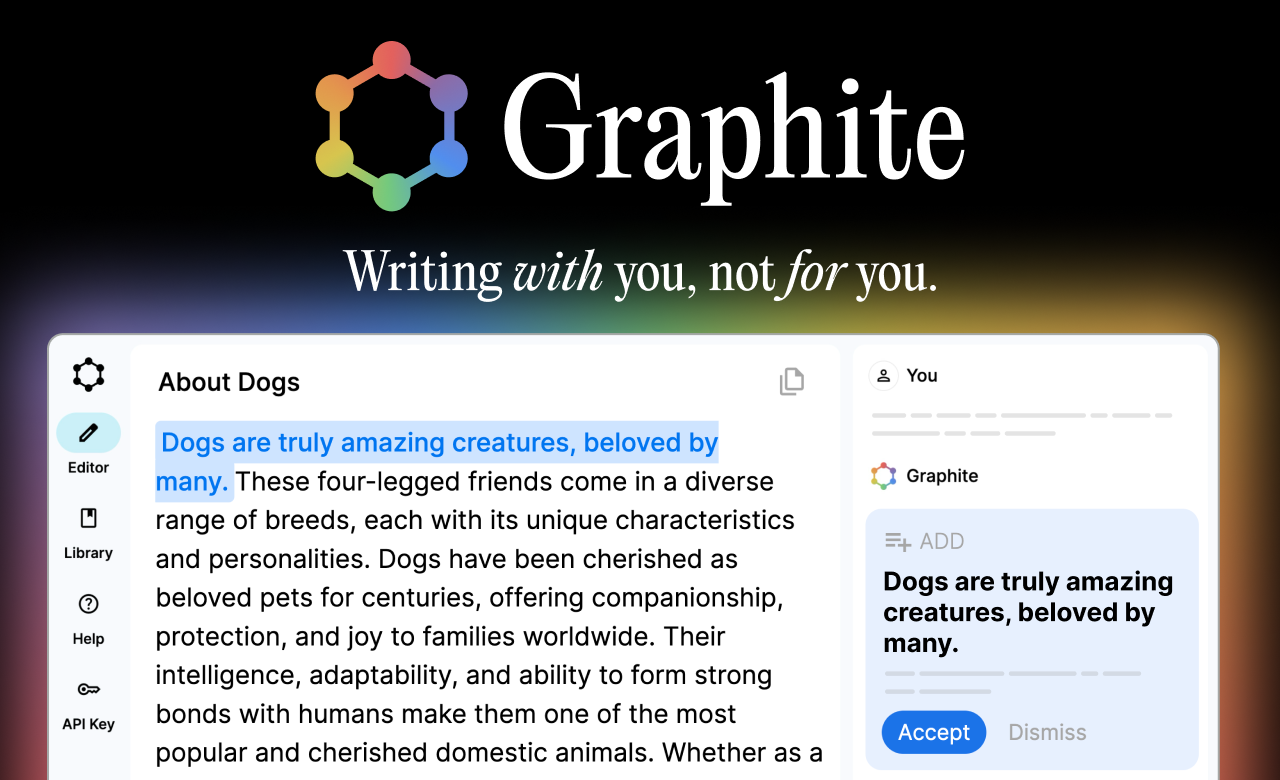 Graphite
Writing with you, not for you.
Editor
Library
Help
API Key
About Dogs
Dogs are truly amazing creatures, beloved by
many. These four-legged friends come in a diverse
range of breeds, each with its unique characteristics
and personalities. Dogs have been cherished as
beloved pets for centuries, offering companionship,
protection, and joy to families worldwide. Their
intelligence, adaptability, and ability to form strong
bonds with humans make them one of the most
popular and cherished domestic animals. Whether as a
You
Graphite
ADD
Dogs are truly amazing
creatures, beloved by
many.
Accept
Dismiss